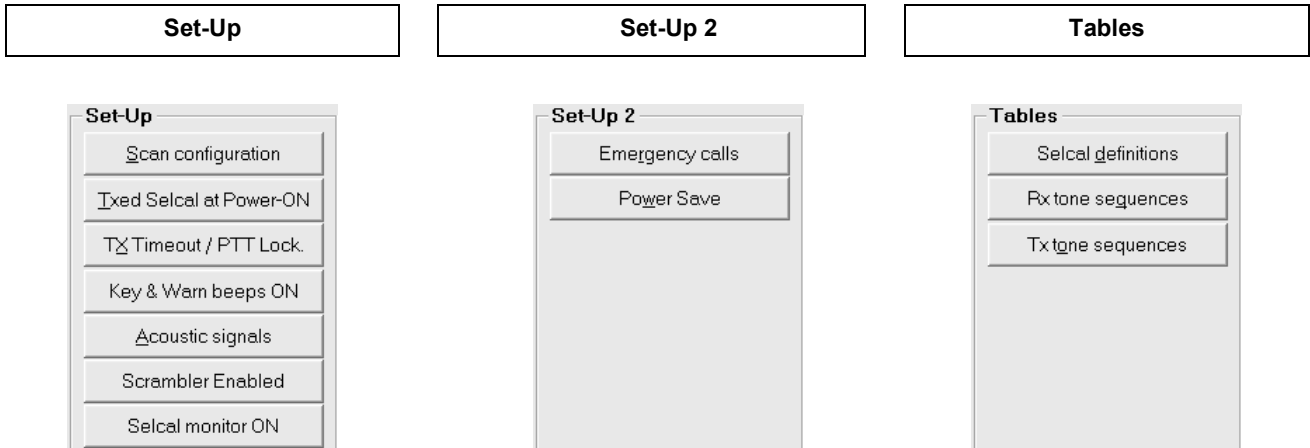 Set-Up
Set-Up 2
Tables
Set-Up
Scan configuration
Txed Selcal at Power-ON
TX Timeout / PTT Lock.
Key & Warn beeps ON
Acoustic signals
Scrambler Enabled
Selcal monitor ON
Set-Up 2
Emergency calls
Power Save
Tables
Selcal definitions
Rx tone sequences
Tx tone sequences